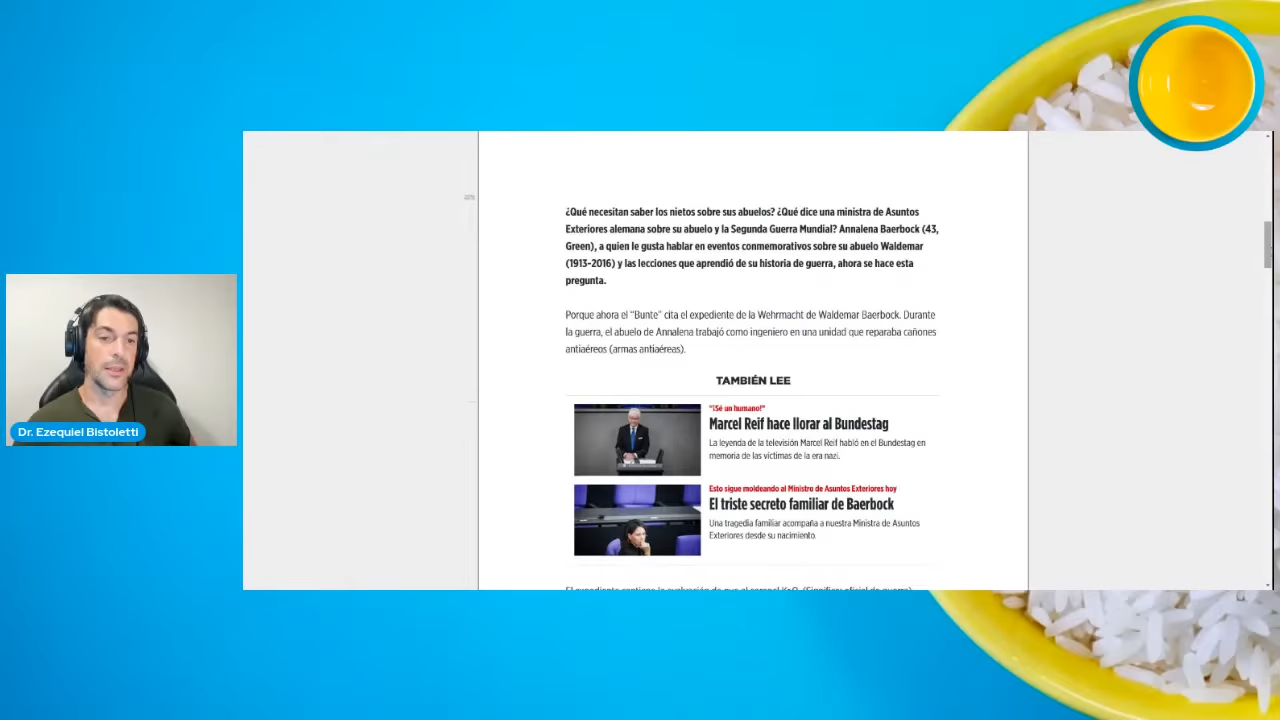 ¿Qué necesitan saber los nietos sobre sus abuelos? ¿Qué dice una ministra de Asuntos
Exteriores alemana sobre su abuelo y la Segunda Guerra Mundial? Annalena Baerbock (43,
Green), a quien le gusta hablar en eventos conmemorativos sobre su abuelo Waldemar
(1913-2016) y las lecciones que aprendió de su historia de guerra, ahora se hace esta
pregunta.
Porque ahora el "Bunte" cita el expediente de la Wehrmacht de Waldemar Baerbock. Durante
la guerra, el abuelo de Annalena trabajó como ingeniero en una unidad que reparaba cañones
antiaéreos (armas antiaéreas).
TAMBIÉN LEE
"¡Sé un humano!"
Marcel Reif hace llorar al Bundestag
La leyenda de la televisión Marcel Reif habló en el Bundestag en
memoria de las víctimas de la era nazi.
Esto sigue moldeando al Ministro de Asuntos Exteriores hoy
El triste secreto familiar de Baerbock
Una tragedia familiar acompaña a nuestra Ministra de Asuntos
Exteriores desde su nacimiento.
Dr. Ezequiel Bistoletti